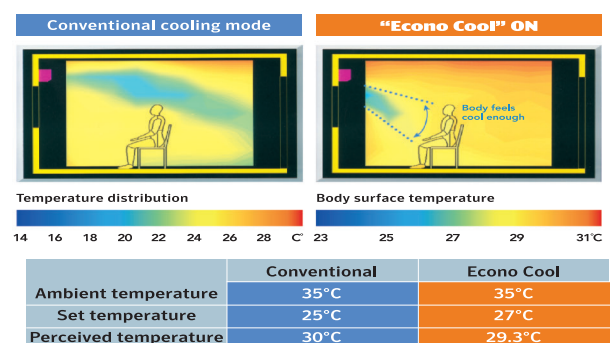 Conventional cooling mode
“Econo Cool” ON
Body feels
cool enough
Temperature distribution
Body surface temperature
14 16 18 20 22 24 26 28 C°
23 25 27 29 31°C
Conventional Econo Cool
Ambient temperature 35°C 35°C
Set temperature 25°C 27°C
Perceived temperature 30°C 29.3°C